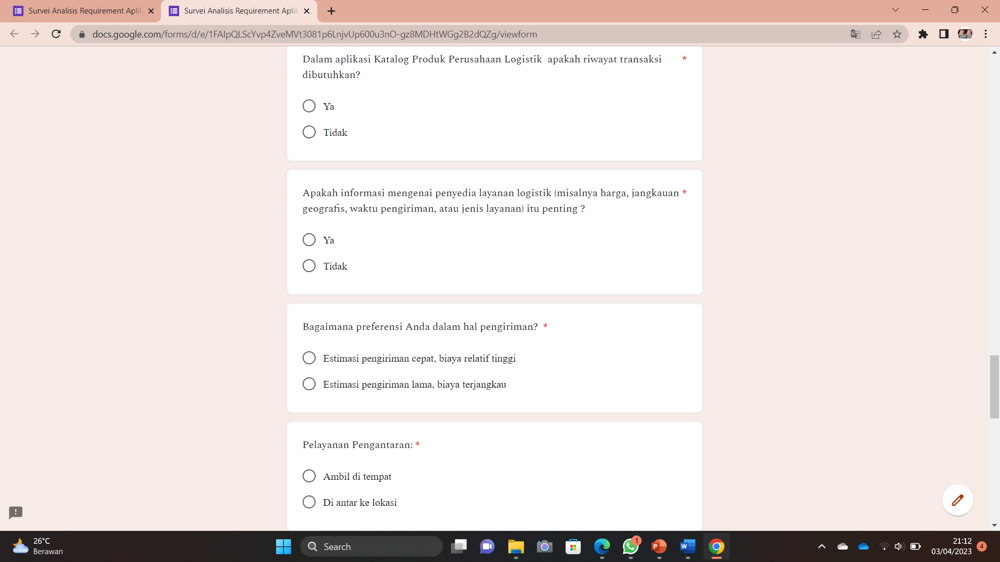 Survei Analisis Requirement Aplik
Survei Analisis Requirement Aplik
docs.google.com/forms/d/e/1FAIpQLScYvp4ZveMVt3081p6LnjvUp600u3nO-gz8MDHtWGg2B2dQZg/viewform
Dalam aplikasi Katalog Produk Perusahaan Logistik apakah riwayat transaksi *
dibutuhkan?
Ya
Tidak
Apakah informasi mengenai penyedia layanan logistik (misalnya harga, jangkauan *
geografis, waktu pengiriman, atau jenis layanan) itu penting ?
Ya
Tidak
Bagaimana preferensi Anda dalam hal pengiriman? *
Estimasi pengiriman cepat, biaya relatif tinggi
Estimasi pengiriman lama, biaya terjangkau
Pelayanan Pengantaran: *
Ambil di tempat
Di antar ke lokasi
26°C
Berawan
Search
1
21:12
03/04/2023
4